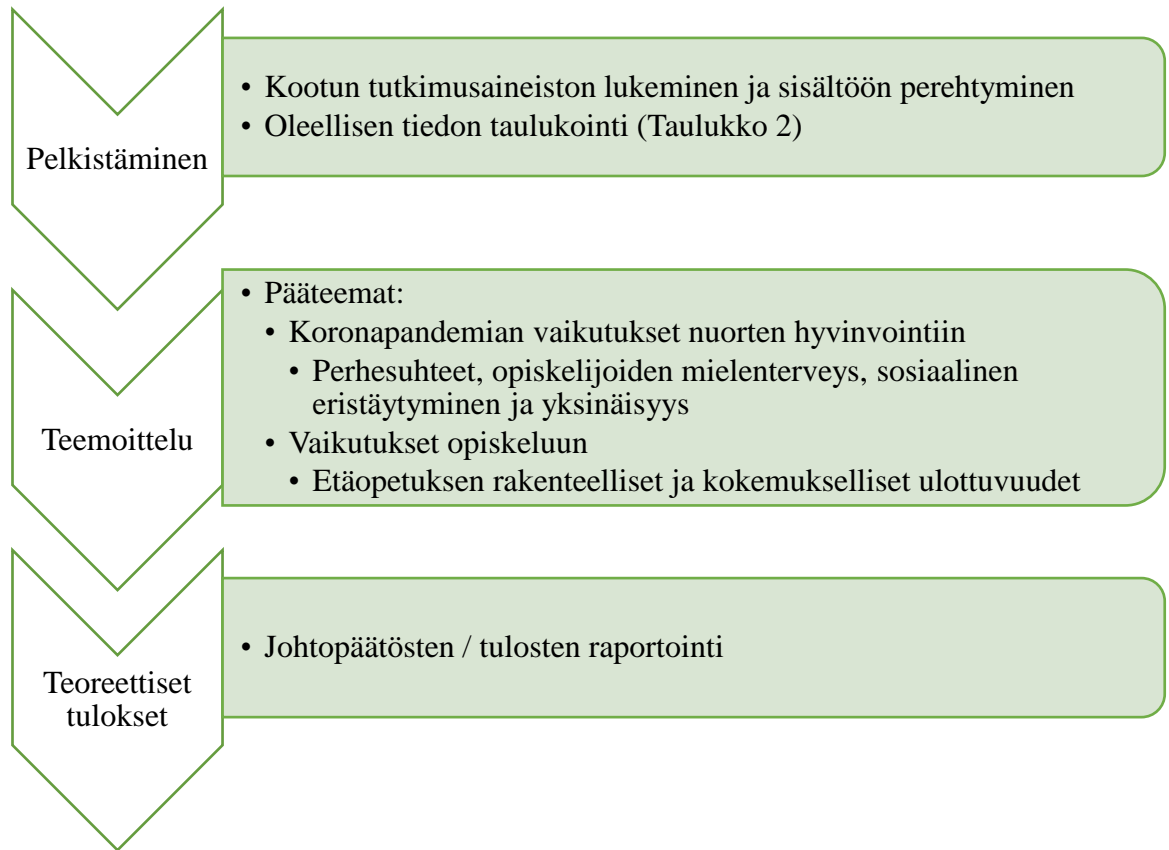 Pelkistäminen
• Kootun tutkimusaineiston lukeminen ja sisältöön perehtyminen
• Oleellisen tiedon taulukointi (Taulukko 2)
Teemoittelu
• Pääteemat:
• Koronapandemian vaikutukset nuorten hyvinvointiin
• Perhesuhteet, opiskelijoiden mielenterveys, sosiaalinen
eristäytyminen ja yksinäisyys
• Vaikutukset opiskeluun
• Etäopetuksen rakenteelliset ja kokemukselliset ulottuvuudet
Teoreettiset
tulokset
• Johtopäätösten / tulosten raportointi